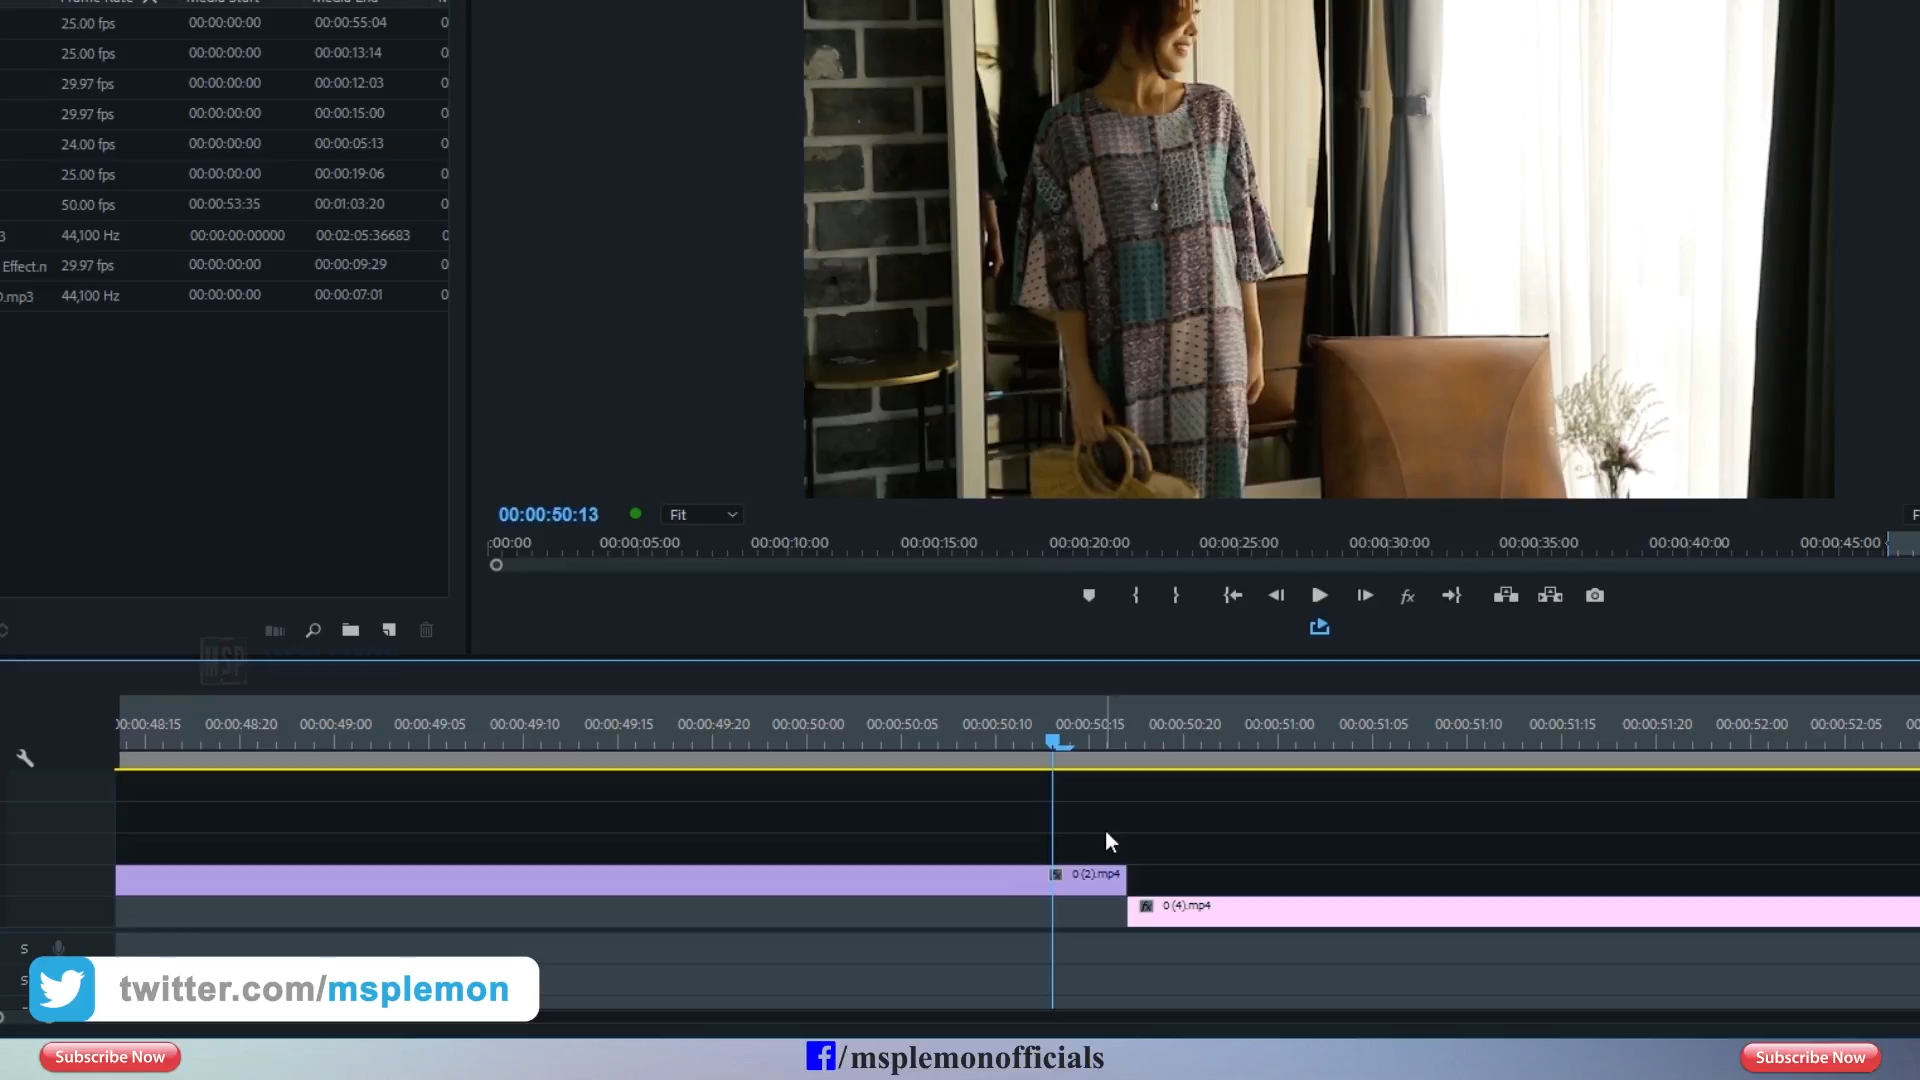 Frame Rate Media Start Media End
25.00 fps 00:00:00:00 00:00:55:04 0
25.00 fps 00:00:00:00 00:00:13:14 0
29.97 fps 00:00:00:00 00:00:12:03 0
29.97 fps 00:00:00:00 00:00:15:00 0
24.00 fps 00:00:00:00 00:00:05:13 0
25.00 fps 00:00:00:00 00:00:19:06 0
50.00 fps 00:00:53:35 00:01:03:20 0
3 44,100 Hz 00:00:00:00000 00:02:05:36683 0
Effect.n 29.97 fps 00:00:00:00 00:00:09:29 0
.mp3 44,100 Hz 00:00:00:00 00:00:07:01 0
00:00:50:13 Fit F
:00:00 00:00:05:00 00:00:10:00 00:00:15:00 00:00:20:00 00:00:25:00 00:00:30:00 00:00:35:00 00:00:40:00 00:00:45:00
fx
MSP
00:00:48:15 00:00:48:20 00:00:49:00 00:00:49:05 00:00:49:10 00:00:49:15 00:00:49:20 00:00:50:00 00:00:50:05 00:00:50:10 00:00:50:15 00:00:50:20 00:00:51:00 00:00:51:05 00:00:51:10 00:00:51:15 00:00:51:20 00:00:52:00 00:00:52:05 00
fx 0 (2).mp4
fx 0 (4).mp4
S
S
twitter.com/msplemon
Subscribe Now
f/msplemonofficials
Subscribe Now